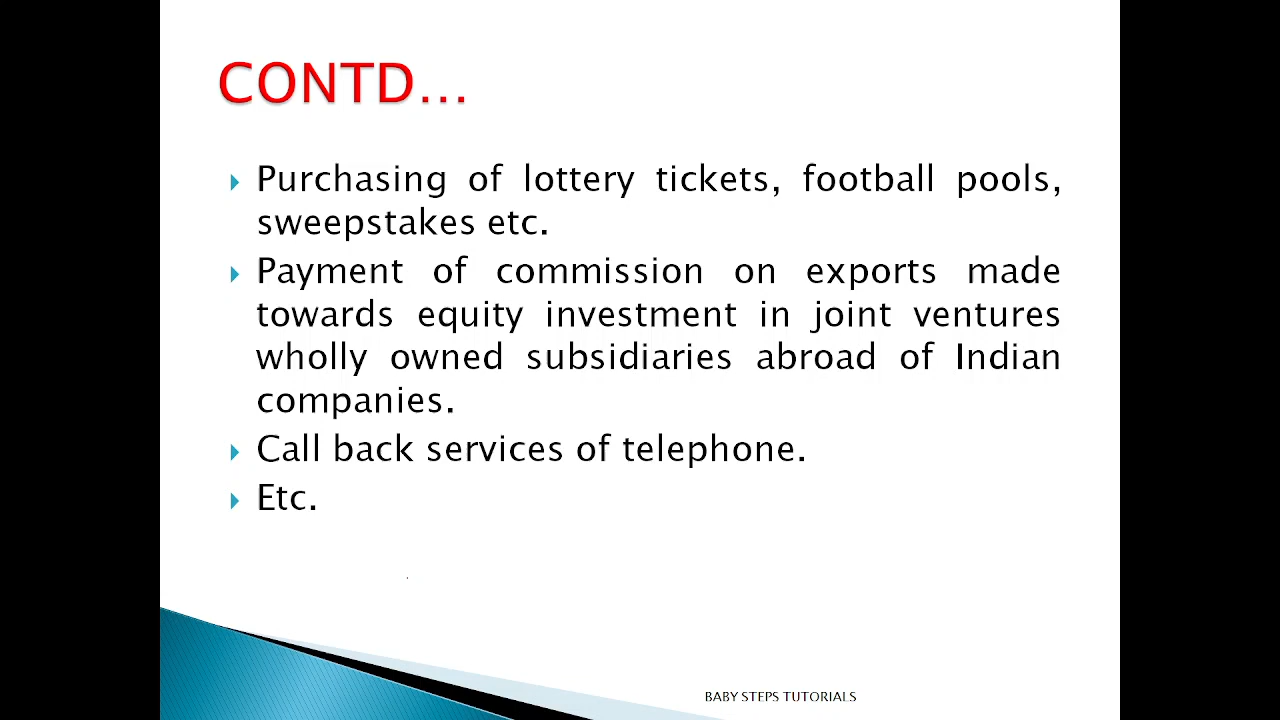 CONTD...
Purchasing of lottery tickets, football pools,
sweepstakes etc.
Payment of commission on exports made
towards equity investment in joint ventures
wholly owned subsidiaries abroad of Indian
companies.
Call back services of telephone.
Etc.
BABY STEPS TUTORIALS